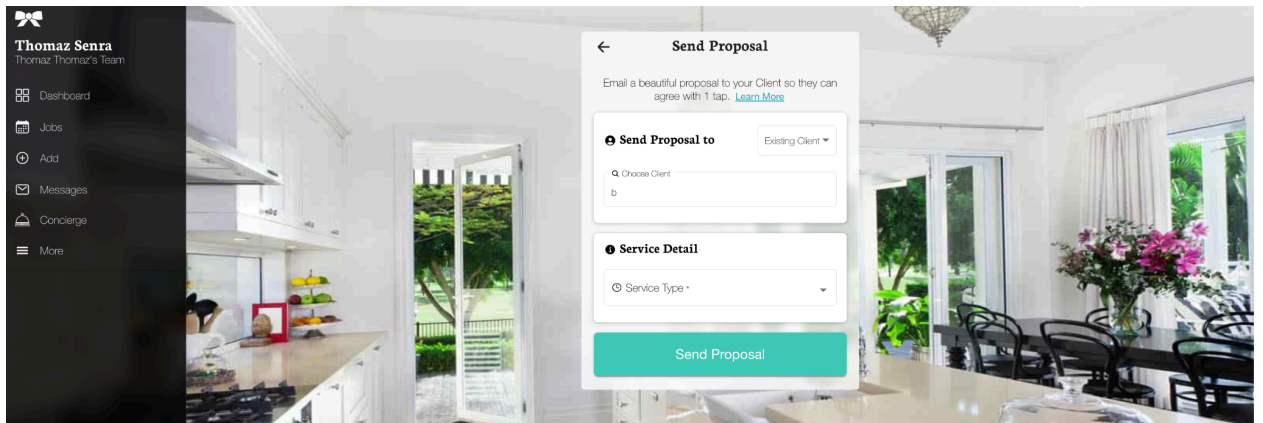 Thomaz Senra
Thomaz Thomaz's Team
Dashboard
Jobs
Add
Messages
Concierge
More
Send Proposal
Email a beautiful proposal to your Client so they can
agree with 1 tap. Learn More
Send Proposal to
Existing Client
Choose Client
b
Service Detail
Service Type *
Send Proposal